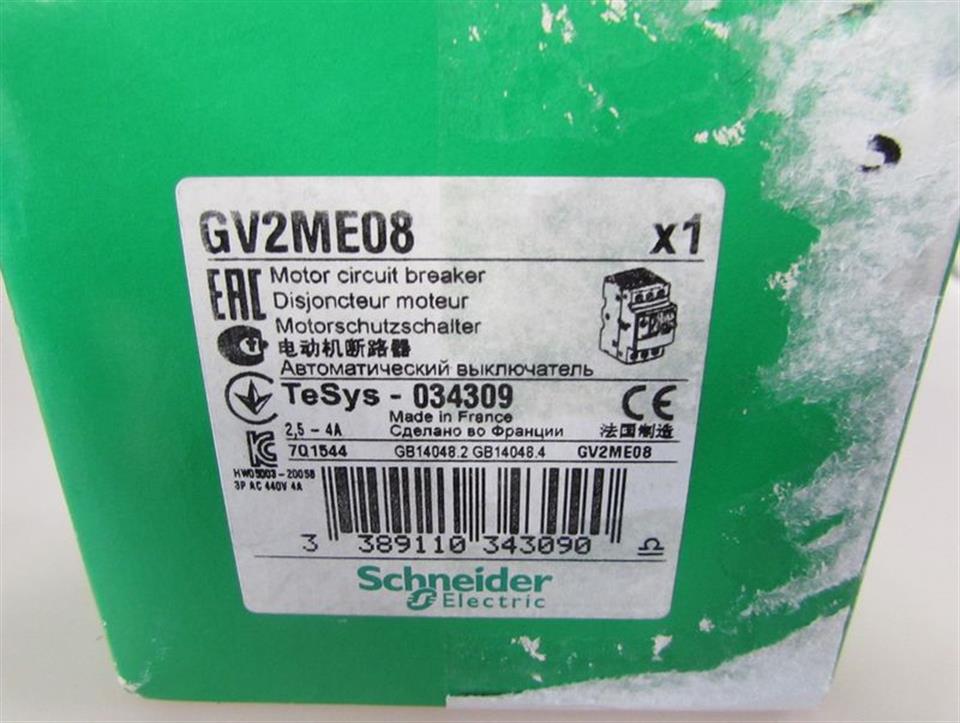 GV2ME08 x1
EAC Motor circuit breaker
Disjoncteur moteur
Motorschutzschalter
电动机断路器
Автоматический выключатель
TeSys - 034309 CE
Made in France
2,5 - 4A Сделано во Франции 法国制造
7Q1544 GB14048.2 GB14048.4 GV2ME08
HW05003-2005B
3P AC 440V 4A
3 389110 343090
Schneider
Electric